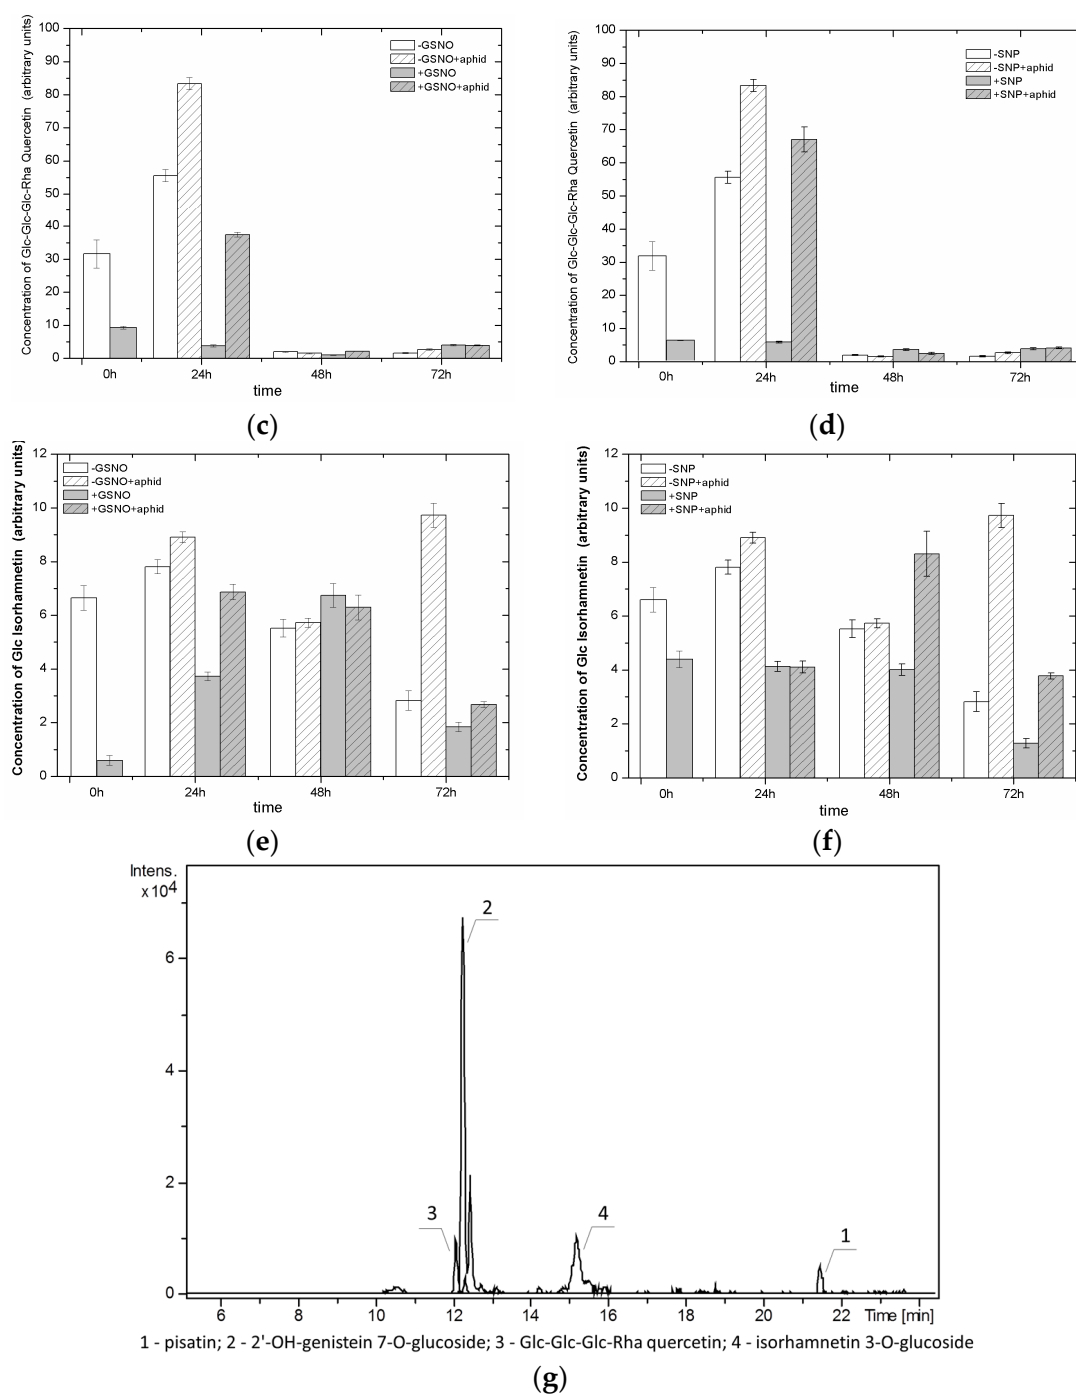 Concentration of Glc-Glc-Glc-Rha Quercetin (arbitrary units)
100
90
80
70
60
50
40
30
20
10
0
-GSNO
-GSNO+aphid
+GSNO
+GSNO+aphid
0h 24h 48h 72h
time
(c)
Concentration of Glc-Glc-Glc-Rha Quercetin (arbitrary units)
100
90
80
70
60
50
40
30
20
10
0
-SNP
-SNP+aphid
+SNP
+SNP+aphid
0h 24h 48h 72h
time
(d)
Concentration of Glc Isorhamnetin (arbitrary units)
12
10
8
6
4
2
0
-GSNO
-GSNO+aphid
+GSNO
+GSNO+aphid
0h 24h 48h 72h
time
(e)
Concentration of Glc Isorhamnetin (arbitrary units)
12
10
8
6
4
2
0
-SNP
-SNP+aphid
+SNP
+SNP+aphid
0h 24h 48h 72h
time
(f)
Intens.
x10⁴
6
4
2
0
2
3
4
1
6 8 10 12 14 16 18 20 22 Time [min]
1 - pisatin; 2 - 2'-OH-genistein 7-O-glucoside; 3 - Glc-Glc-Glc-Rha quercetin; 4 - isorhamnetin 3-O-glucoside
(g)